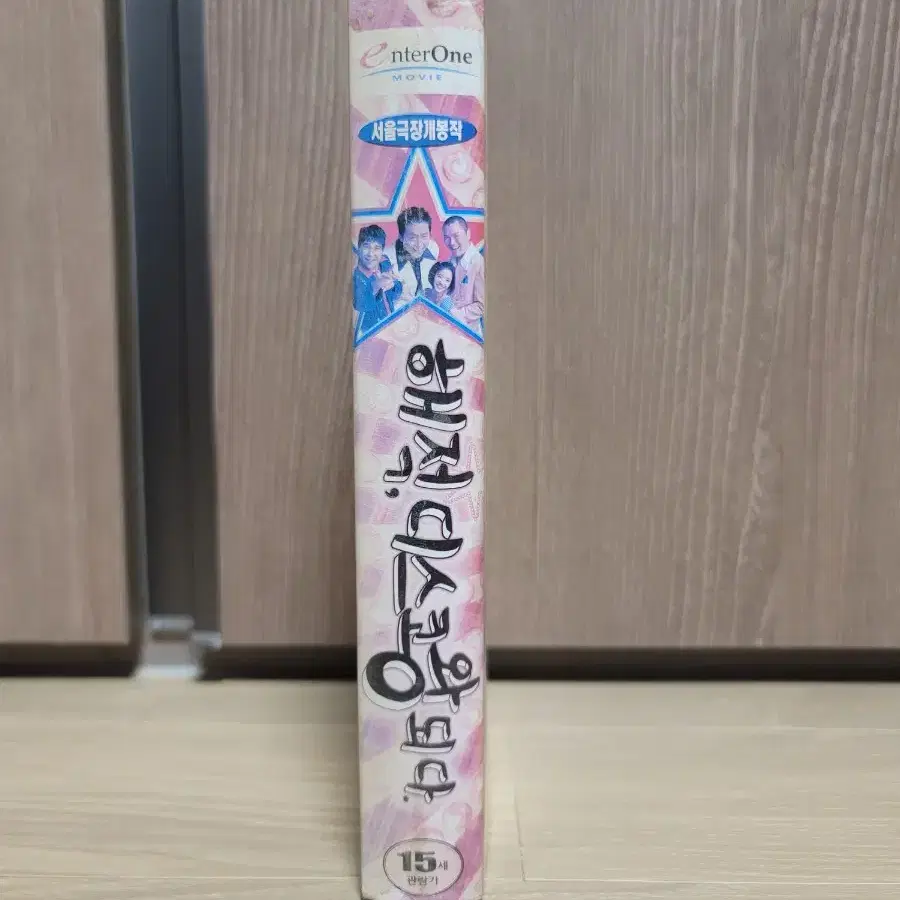 enterOne
MOVIE
서울극장개봉작
해적, 디스코왕 되다.
15세
관람가